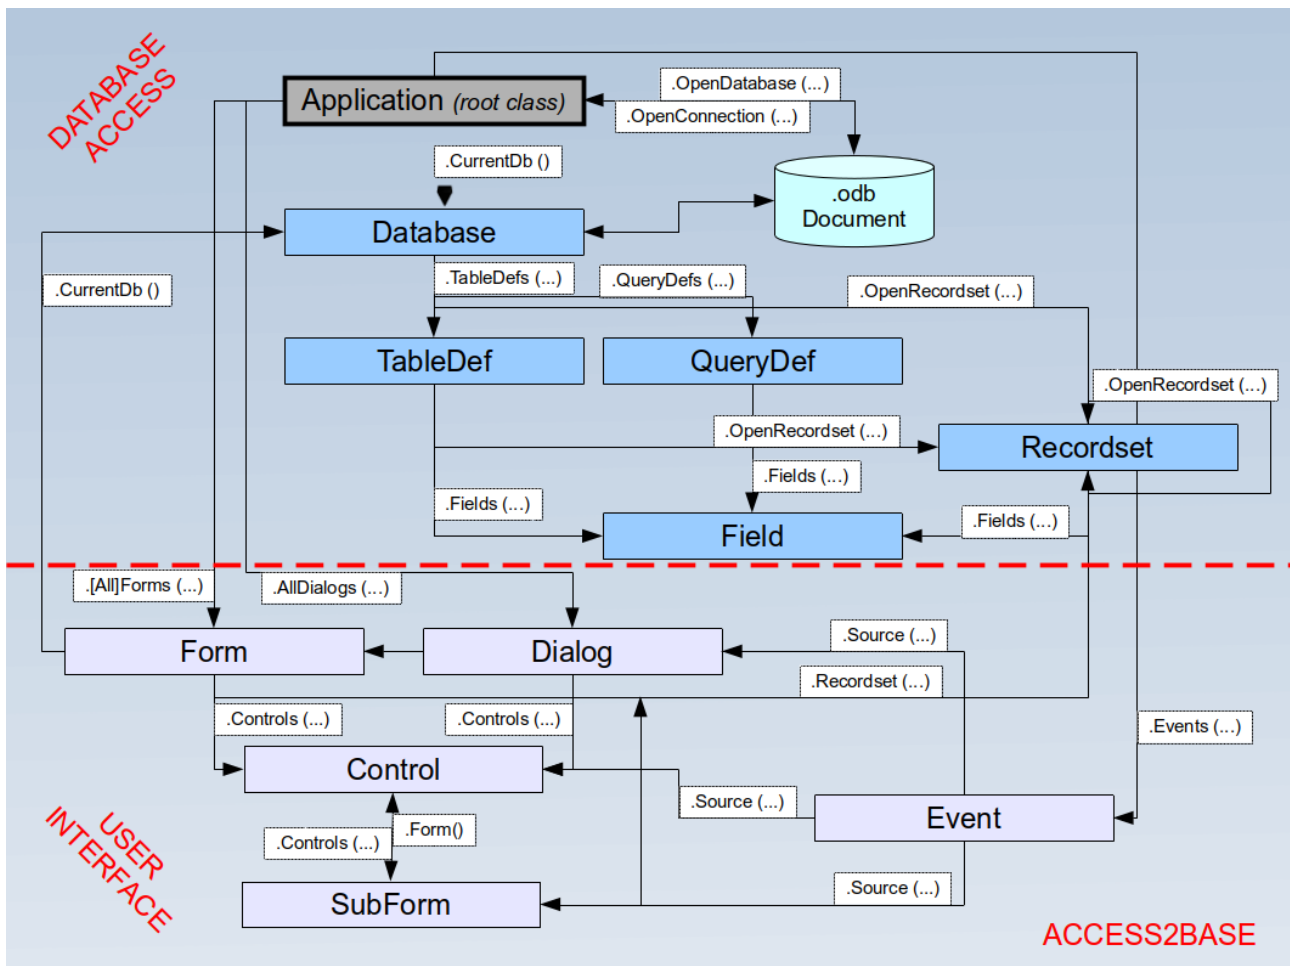 DATABASE
ACCESS
Application (root class)
.OpenDatabase (...)
.OpenConnection (...)
.CurrentDb ()
.odb
Document
Database
.CurrentDb ()
.TableDefs (...)
.QueryDefs (...)
.OpenRecordset (...)
TableDef
QueryDef
.OpenRecordset (...)
.OpenRecordset (...)
Recordset
.Fields (...)
.Fields (...)
.Fields (...)
Field
.[All]Forms (...)
.AllDialogs (...)
Form
Dialog
.Source (...)
.Recordset (...)
.Controls (...)
.Controls (...)
.Events (...)
Control
.Source (...)
Event
.Form()
.Controls (...)
USER
INTERFACE
SubForm
.Source (...)
ACCESS2BASE